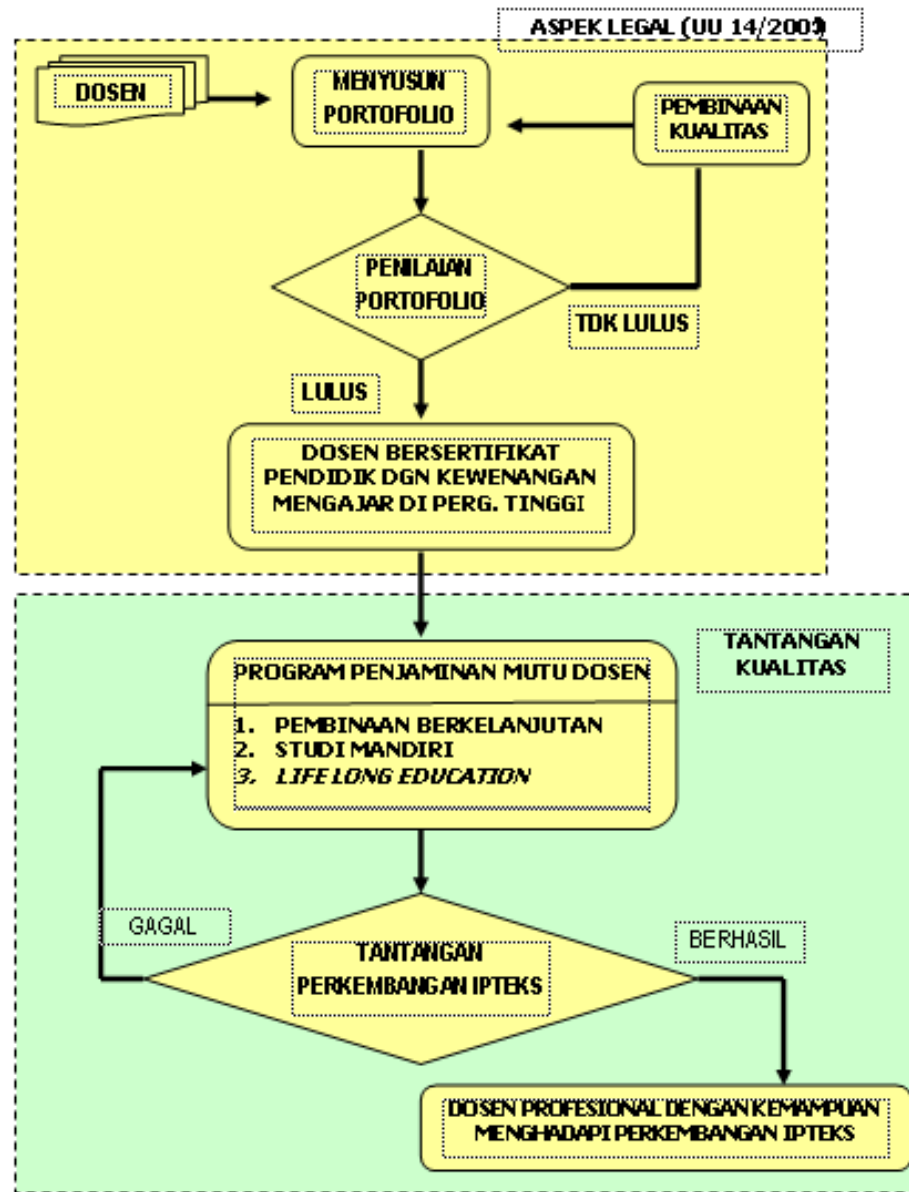 ASPEK LEGAL (UU 14/2005)
DOSEN
MENYUSUN
PORTOFOLIO
PEMBINAAN
KUALITAS
PENILAIAN
PORTOFOLIO
TDK LULUS
LULUS
DOSEN BERSERTIFIKAT
PENDIDIK DGN KEWENANGAN
MENGAJAR DI PERG. TINGGI
TANTANGAN
KUALITAS
PROGRAM PENJAMINAN MUTU DOSEN
1. PEMBINAAN BERKELANJUTAN
2. STUDI MANDIRI
3. LIFE LONG EDUCATION
GAGAL
BERHASIL
TANTANGAN
PERKEMBANGAN IPTEKS
DOSEN PROFESIONAL DENGAN KEMAMPUAN
MENGHADAPI PERKEMBANGAN IPTEKS